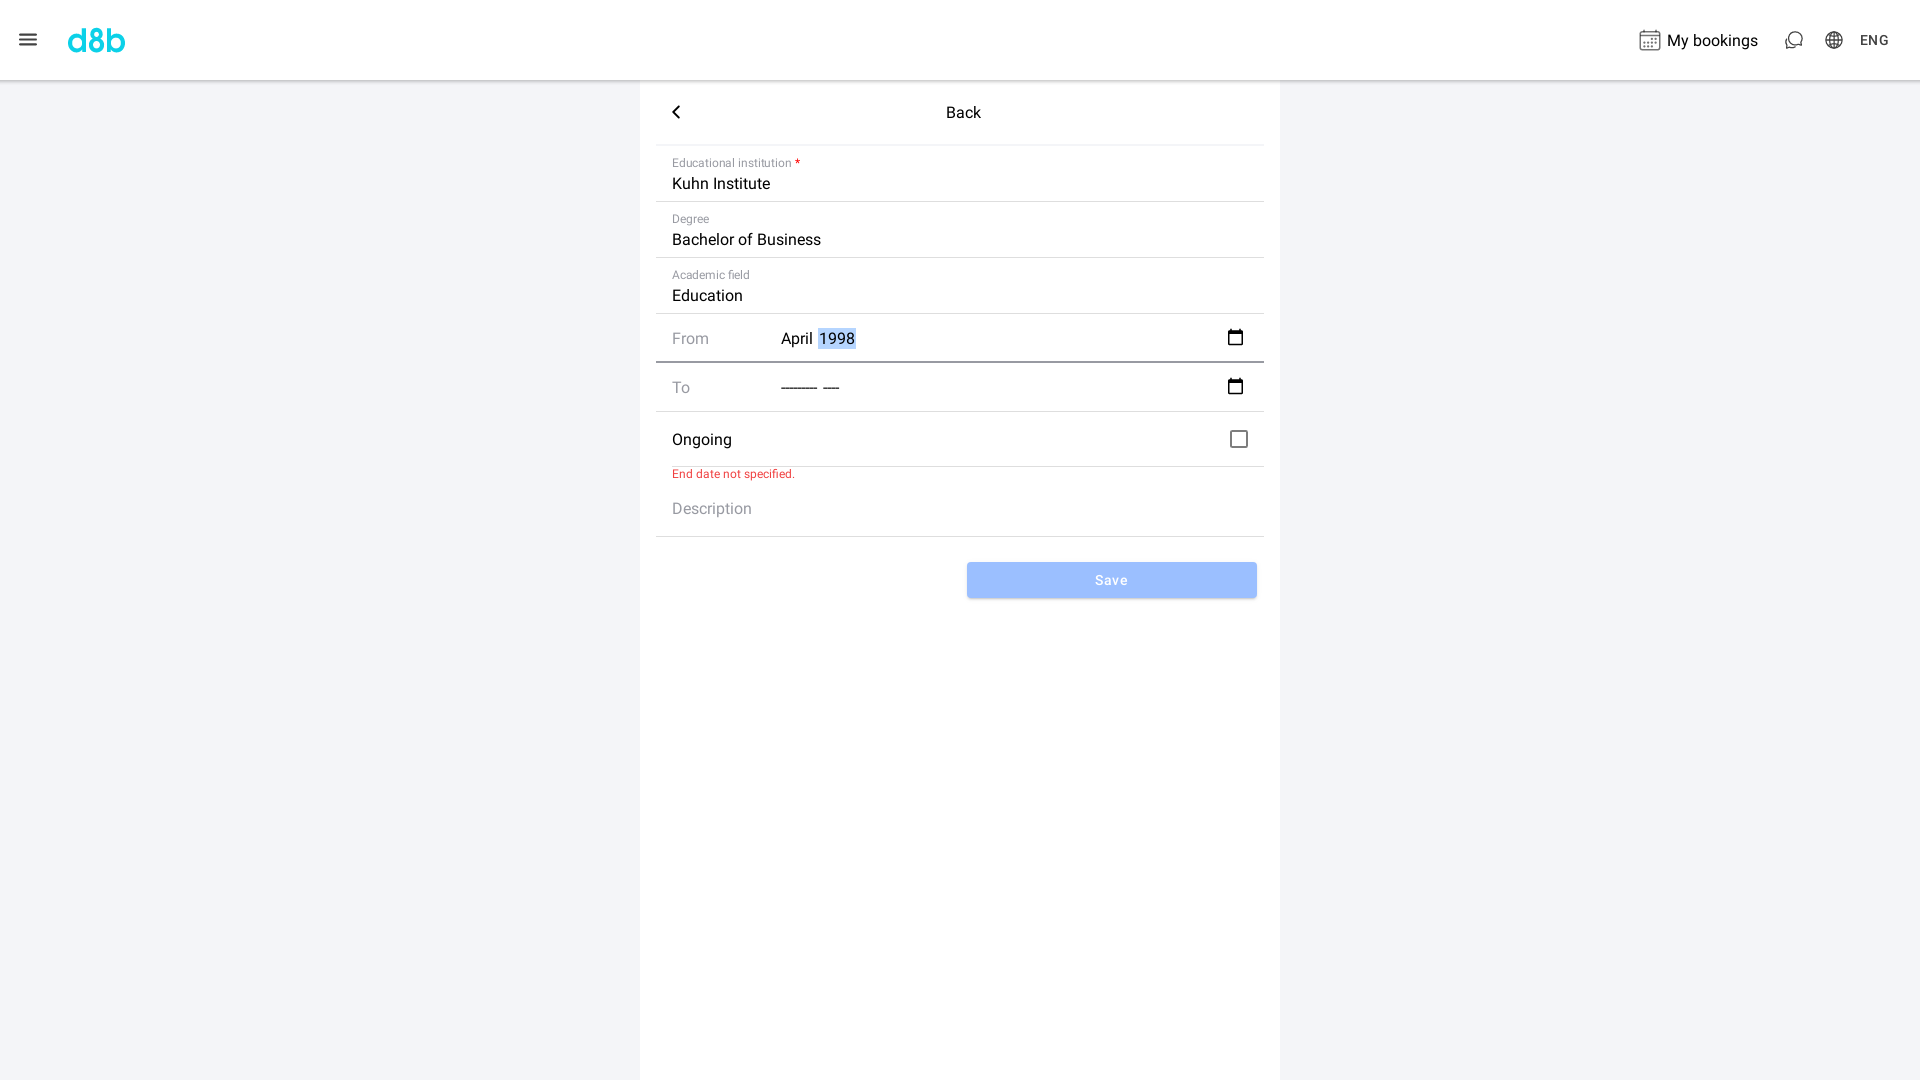 d8b
My bookings
ENG
Back
Educational institution *
Kuhn Institute
Degree
Bachelor of Business
Academic field
Education
From
April 1998
To
--------- ----
Ongoing
End date not specified.
Description
Save